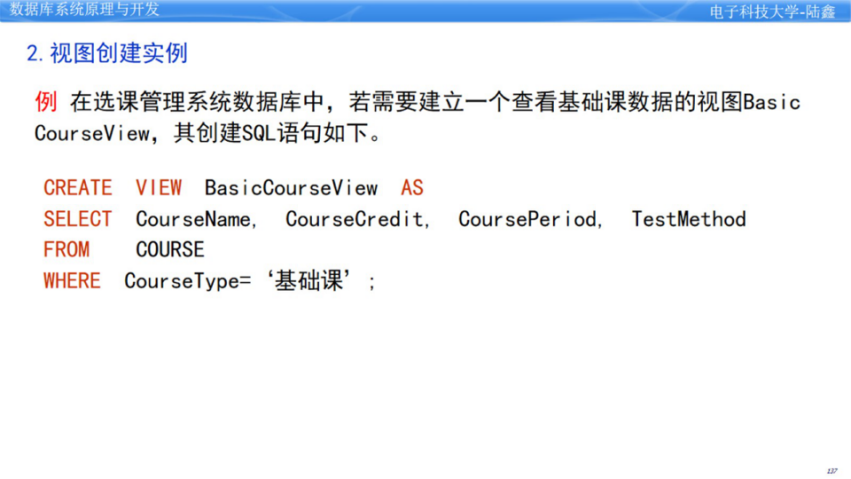 数据库系统原理与开发
电子科技大学-陆鑫
2.视图创建实例
例 在选课管理系统数据库中，若需要建立一个查看基础课数据的视图Basic
CourseView，其创建SQL语句如下。
CREATE VIEW BasicCourseView AS
SELECT CourseName, CourseCredit, CoursePeriod, TestMethod
FROM COURSE
WHERE CourseType=‘基础课’;
137